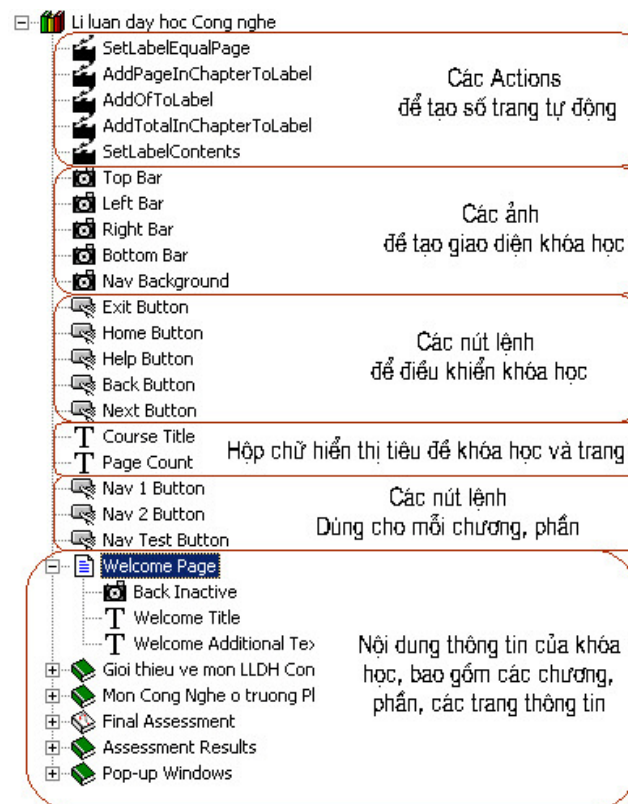 Li luan day hoc Cong nghe
SetLabelEqualPage
AddPageInChapterToLabel
AddOfToLabel
AddTotalInChapterToLabel
SetLabelContents
Các Actions
để tạo số trang tự động
Top Bar
Left Bar
Right Bar
Bottom Bar
Nav Background
Các ảnh
để tạo giao diện khóa học
Exit Button
Home Button
Help Button
Back Button
Next Button
Các nút lệnh
để điều khiển khóa học
Course Title
Page Count
Hộp chữ hiển thị tiêu đề khóa học và trang
Nav 1 Button
Nav 2 Button
Nav Test Button
Các nút lệnh
Dùng cho mỗi chương, phần
Welcome Page
Back Inactive
Welcome Title
Welcome Additional Te
Gioi thieu ve mon LLDH Con
Mon Cong Nghe o truong Pl
Final Assessment
Assessment Results
Pop-up Windows
Nội dung thông tin của khóa
học, bao gồm các chương,
phần, các trang thông tin